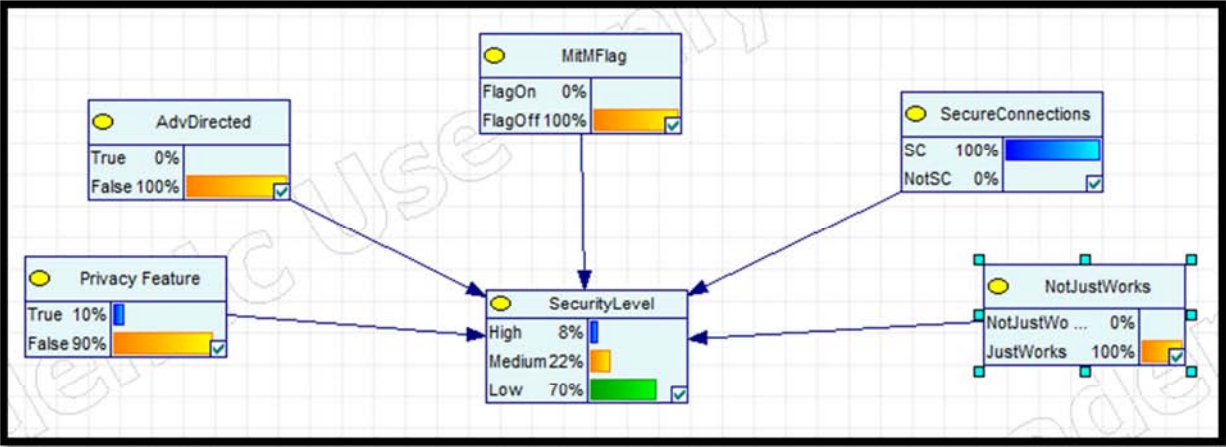 MitMFlag
FlagOn 0%
FlagOff 100%
AdvDirected
True 0%
False 100%
SecureConnections
SC 100%
NotSC 0%
Privacy Feature
True 10%
False 90%
SecurityLevel
High 8%
Medium 22%
Low 70%
NotJustWorks
NotJustWo ... 0%
JustWorks 100%